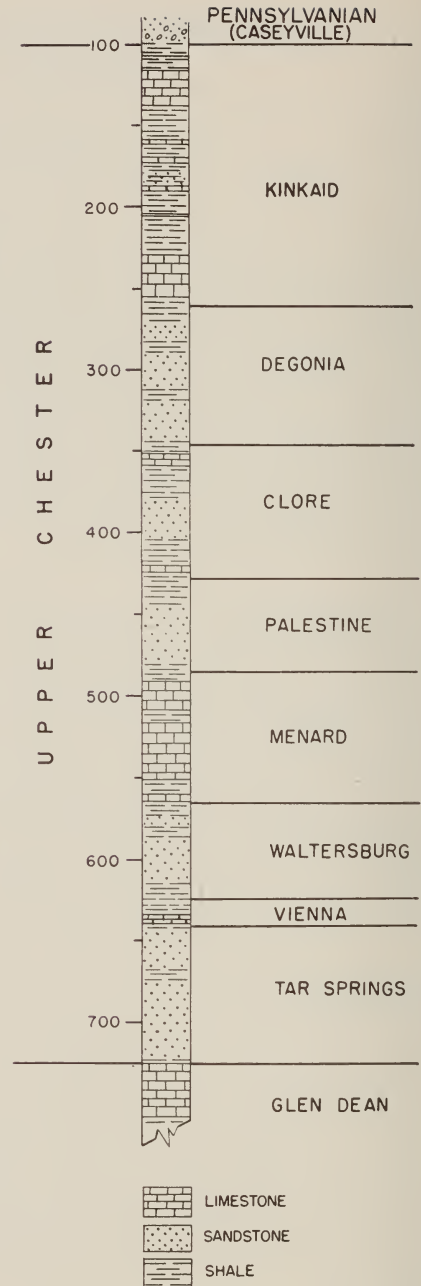 PENNSYLVANIAN
(CASEYVILLE)
100
KINKAID
200
DEGONIA
300
CLORE
400
PALESTINE
500
MENARD
WALTERSBURG
600
VIENNA
TAR SPRINGS
700
GLEN DEAN
UPPER CHESTER
LIMESTONE
SANDSTONE
SHALE